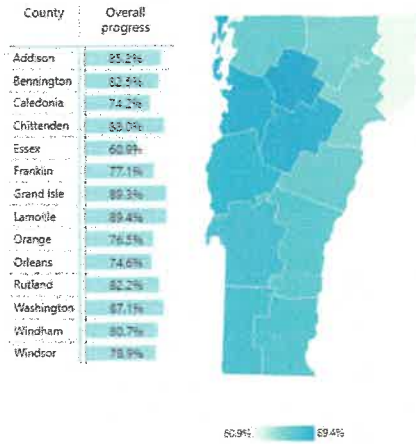 County Overall progress
Addison 85.2%
Bennington 82.5%
Caledonia 74.2%
Chittenden 88.0%
Essex 60.9%
Franklin 77.1%
Grand Isle 89.3%
Lamoille 89.4%
Orange 76.5%
Orleans 74.6%
Rutland 82.2%
Washington 87.1%
Windham 80.7%
Windsor 78.9%
60.9% 89.4%